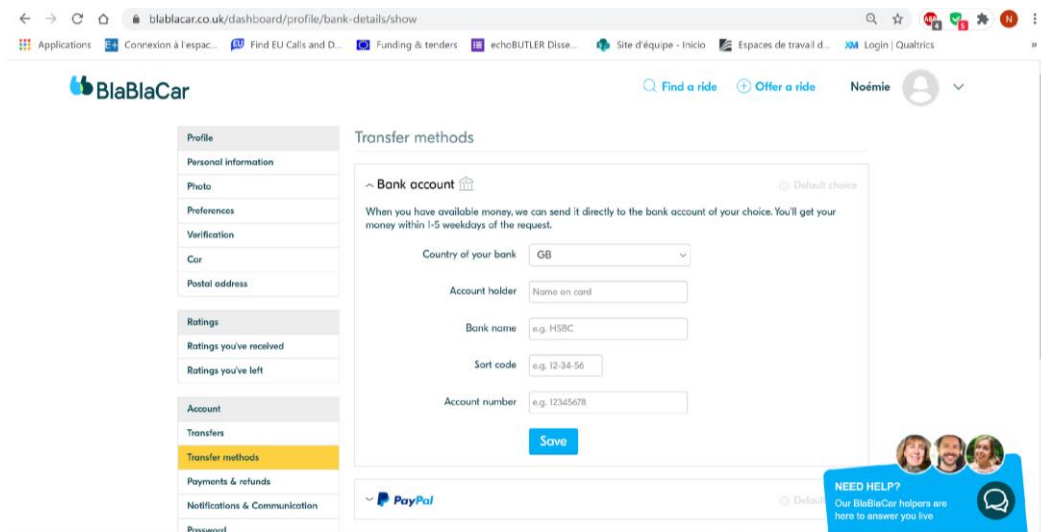 blablacar.co.uk/dashboard/profile/bank-details/show
4
5
N
Applications
Connexion à l'espac...
Find EU Calls and D...
Funding & tenders
echoBUTLER Disse...
Site d'équipe - Inicio
Espaces de travail d...
XM Login | Qualtrics
»
BlaBlaCar
Find a ride
Offer a ride
Noémie
Profile
Personal information
Photo
Preferences
Verification
Car
Postal address
Ratings
Ratings you've received
Ratings you've left
Account
Transfers
Transfer methods
Payments & refunds
Notifications & Communication
Password
Transfer methods
Bank account
Default choice
When you have available money, we can send it directly to the bank account of your choice. You'll get your
money within 1-5 weekdays of the request.
Country of your bank
GB
Account holder
Name on card
Bank name
e.g. HSBC
Sort code
e.g. 12-34-56
Account number
e.g. 12345678
Save
PayPal
NEED HELP?
Our BlaBlaCar helpers are
here to answer you live